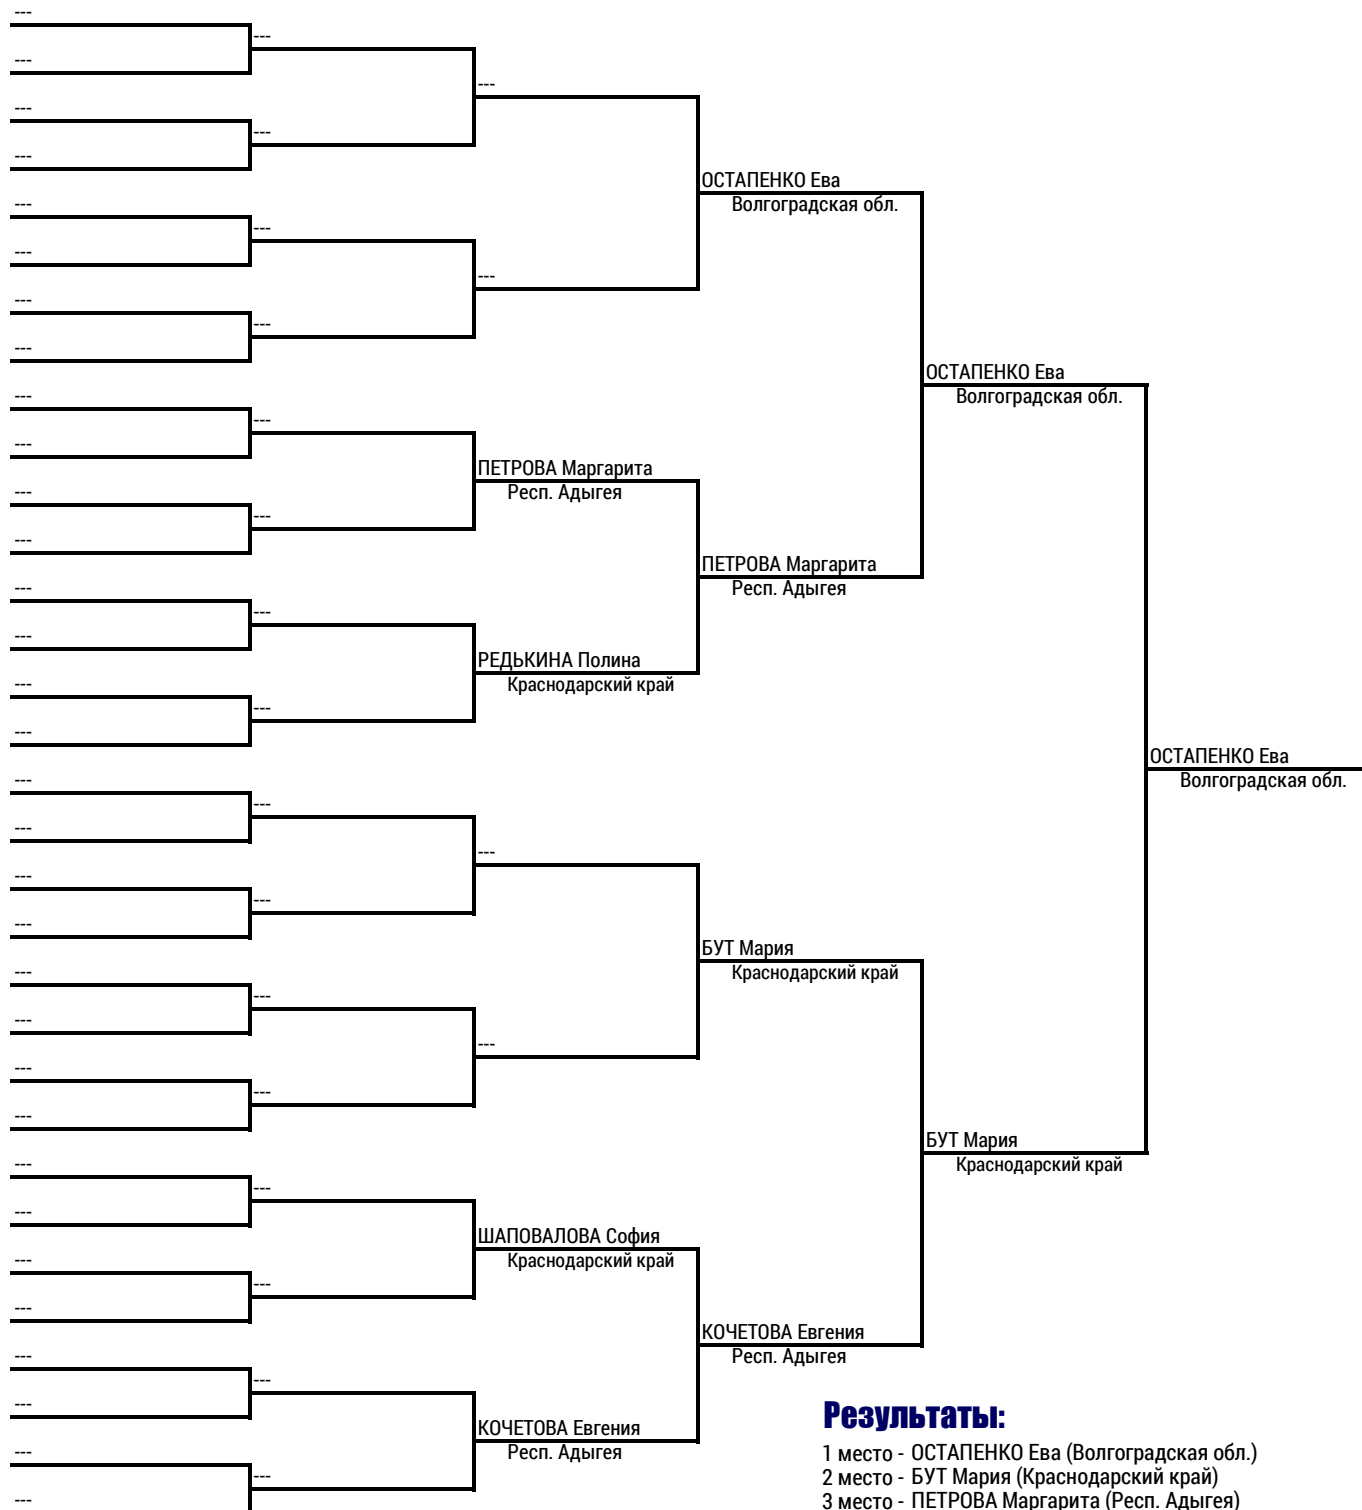 ---
---
---
---
---
---
---
---
---
---
---
---
---
---
ОСТАПЕНКО Ева
Волгоградская обл.
---
---
---
---
---
---
ПЕТРОВА Маргарита
Респ. Адыгея
---
---
---
---
---
---
РЕДЬКИНА Полина
Краснодарский край
ПЕТРОВА Маргарита
Респ. Адыгея
ОСТАПЕНКО Ева
Волгоградская обл.
---
---
---
---
---
---
---
---
---
---
---
---
---
---
БУТ Мария
Краснодарский край
---
---
---
---
---
---
ШАПОВАЛОВА София
Краснодарский край
---
---
---
---
---
---
КОЧЕТОВА Евгения
Респ. Адыгея
КОЧЕТОВА Евгения
Респ. Адыгея
БУТ Мария
Краснодарский край
ОСТАПЕНКО Ева
Волгоградская обл.
Результаты:
1 место - ОСТАПЕНКО Ева (Волгоградская обл.)
2 место - БУТ Мария (Краснодарский край)
3 место - ПЕТРОВА Маргарита (Респ. Адыгея)